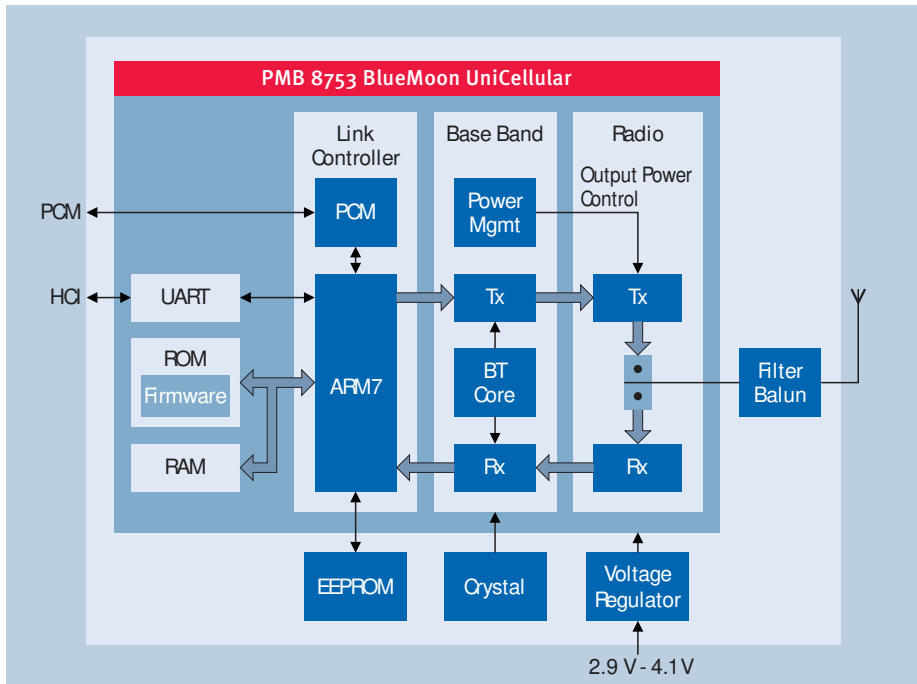 PMB 8753 BlueMoon UniCellular
Link
Controller
Base Band
Radio
Output Power
Control
PCM
PCM
Power
Mgmt
HCI
UART
ARM7
Tx
Tx
ROM
Firmware
BT
Core
Filter
Balun
RAM
Rx
Rx
EEPROM
Crystal
Voltage
Regulator
2.9 V - 4.1 V